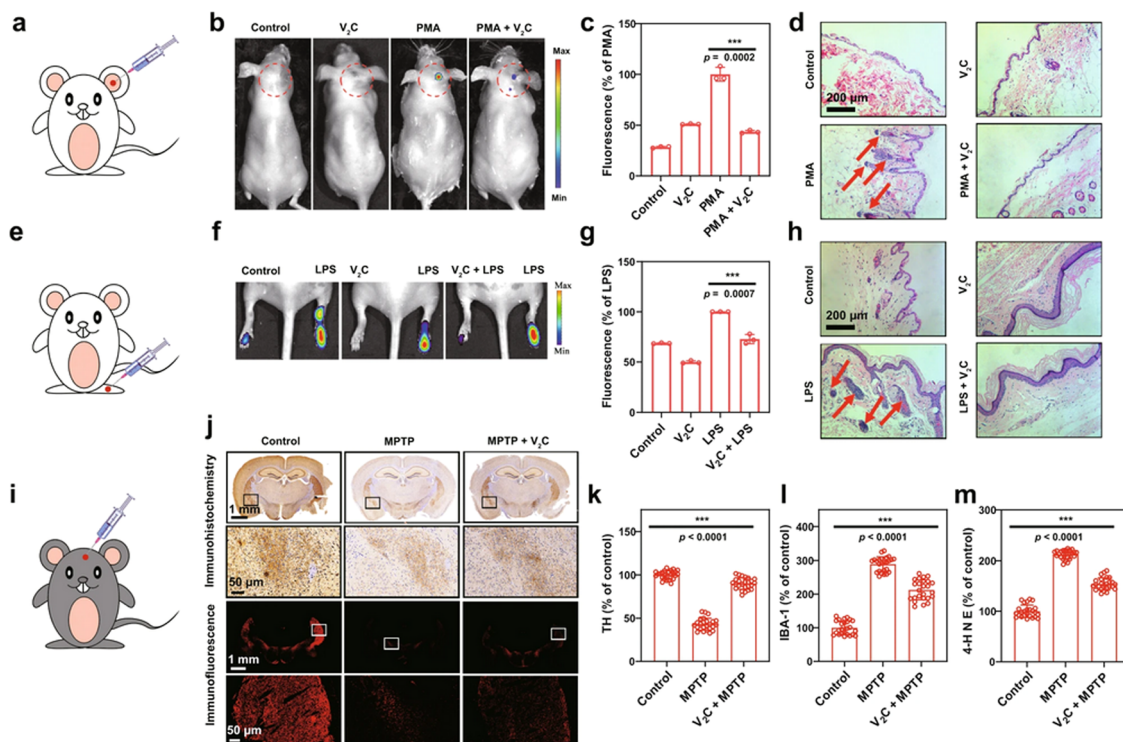 a
b
Control
V₂C
PMA
PMA + V₂C
Max
Min
c
Fluorescence (% of PMA)
150
100
50
0
***
p = 0.0002
Control
V₂C
PMA
PMA + V₂C
d
Control
200 μm
V₂C
PMA
PMA + V₂C
e
f
Control
LPS
V₂C
LPS
V₂C + LPS
LPS
Max
Min
g
Fluorescence (% of LPS)
150
100
50
0
***
p = 0.0007
Control
V₂C
LPS
V₂C + LPS
h
Control
200 μm
V₂C
LPS
LPS + V₂C
i
j
Control
MPTP
MPTP + V₂C
Immunohistochemistry
1 mm
50 μm
Immunofluorescence
1 mm
50 μm
k
TH (% of control)
150
100
50
0
***
p < 0.0001
Control
MPTP
V₂C + MPTP
l
IBA-1 (% of control)
400
300
200
100
0
***
p < 0.0001
Control
MPTP
V₂C + MPTP
m
4-H N E (% of control)
300
200
100
0
***
p < 0.0001
Control
MPTP
V₂C + MPTP